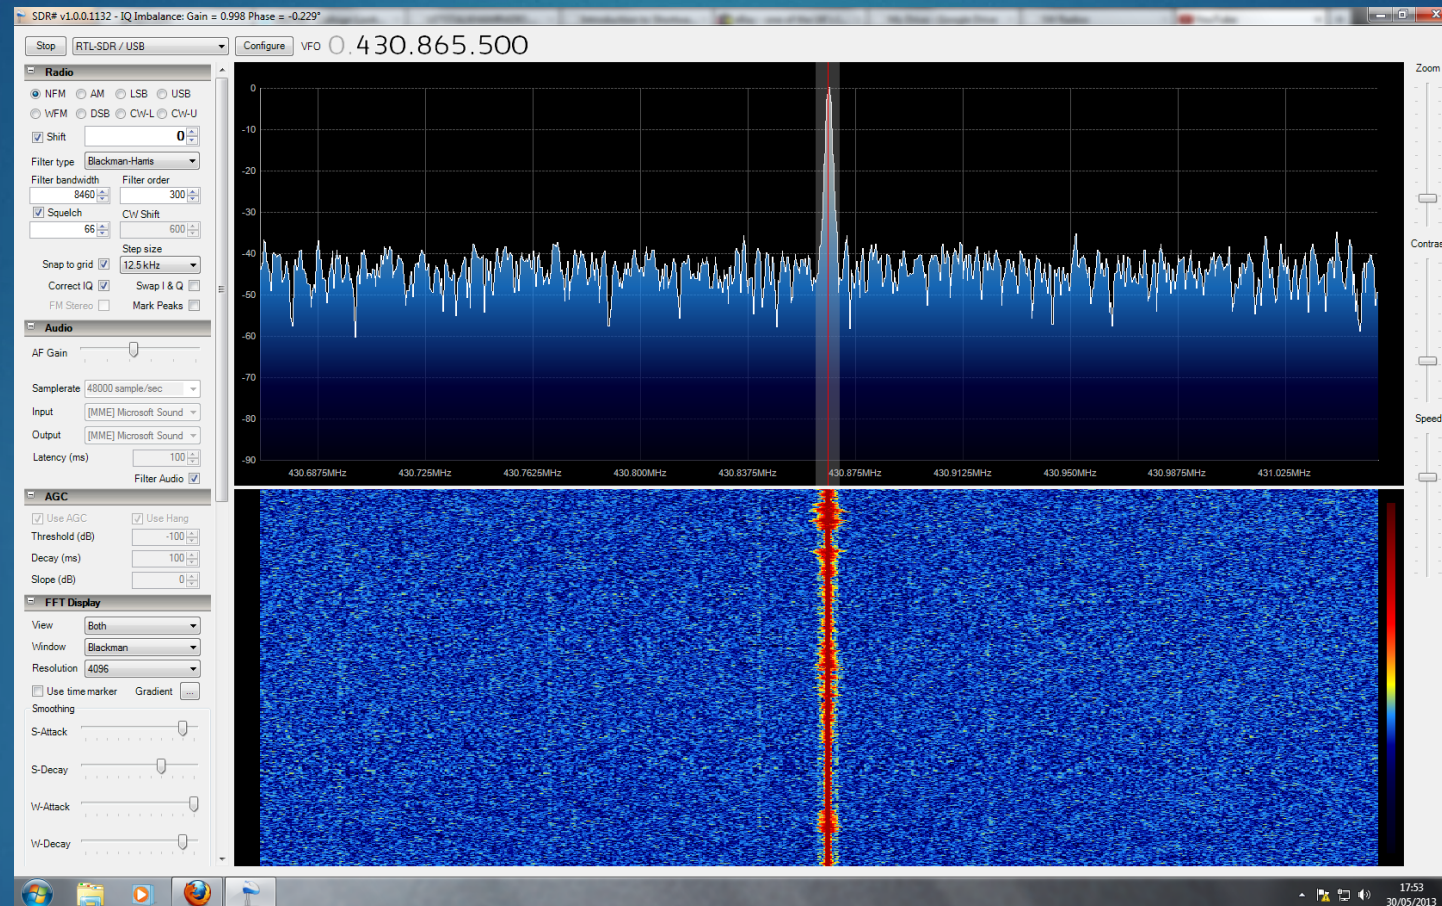 SDR# v1.0.0.1132 - IQ Imbalance: Gain = 0.998 Phase = -0.229°
Stop RTL-SDR / USB Configure VFO 0.430.865.500
Radio
NFM AM LSB USB
WFM DSB CW-L CW-U
Shift 0
Filter type Blackman-Harris
Filter bandwidth Filter order
8460 300
Squelch CW Shift
66 600
Step size
Snap to grid 12.5 kHz
Correct IQ Swap I & Q
FM Stereo Mark Peaks
Audio
AF Gain
Samplerate 48000 sample/sec
Input [MME] Microsoft Sound
Output [MME] Microsoft Sound
Latency (ms) 100
Filter Audio
AGC
Use AGC Use Hang
Threshold (dB) -100
Decay (ms) 100
Slope (dB) 0
FFT Display
View Both
Window Blackman
Resolution 4096
Use time marker Gradient ...
Smoothing
S-Attack
S-Decay
W-Attack
W-Decay
0
-10
-20
-30
-40
-50
-60
-70
-80
-90
430.6875MHz 430.725MHz 430.7625MHz 430.800MHz 430.8375MHz 430.875MHz 430.9125MHz 430.950MHz 430.9875MHz 431.025MHz
Zoom
Contras
Speed
17:53
30/05/2013